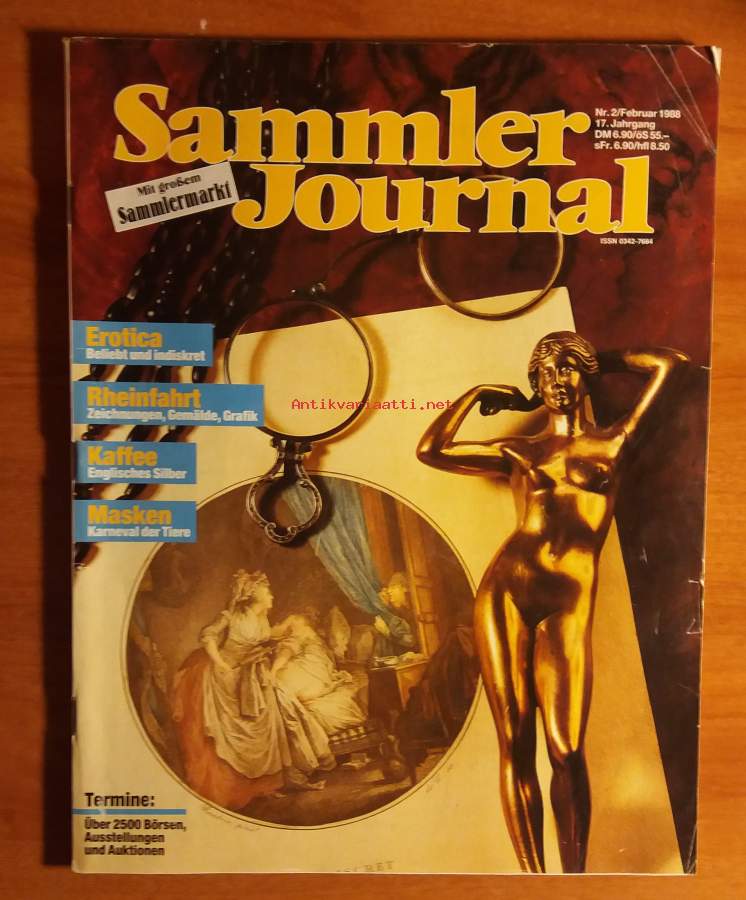 Sammler
Journal
Nr. 2/Februar 1988
17. Jahrgang
DM 6.90/öS 55.–
sFr. 6.90/hfl 8.50
Mit großem
Sammlermarkt
ISSN 0342-7684
Erotica
Beliebt und indiskret
Rheinfahrt
Zeichnungen, Gemälde, Grafik
Antikvariaatti.net
Kaffee
Englisches Silber
Masken
Karneval der Tiere
Termine:
Über 2500 Börsen,
Ausstellungen
und Auktionen